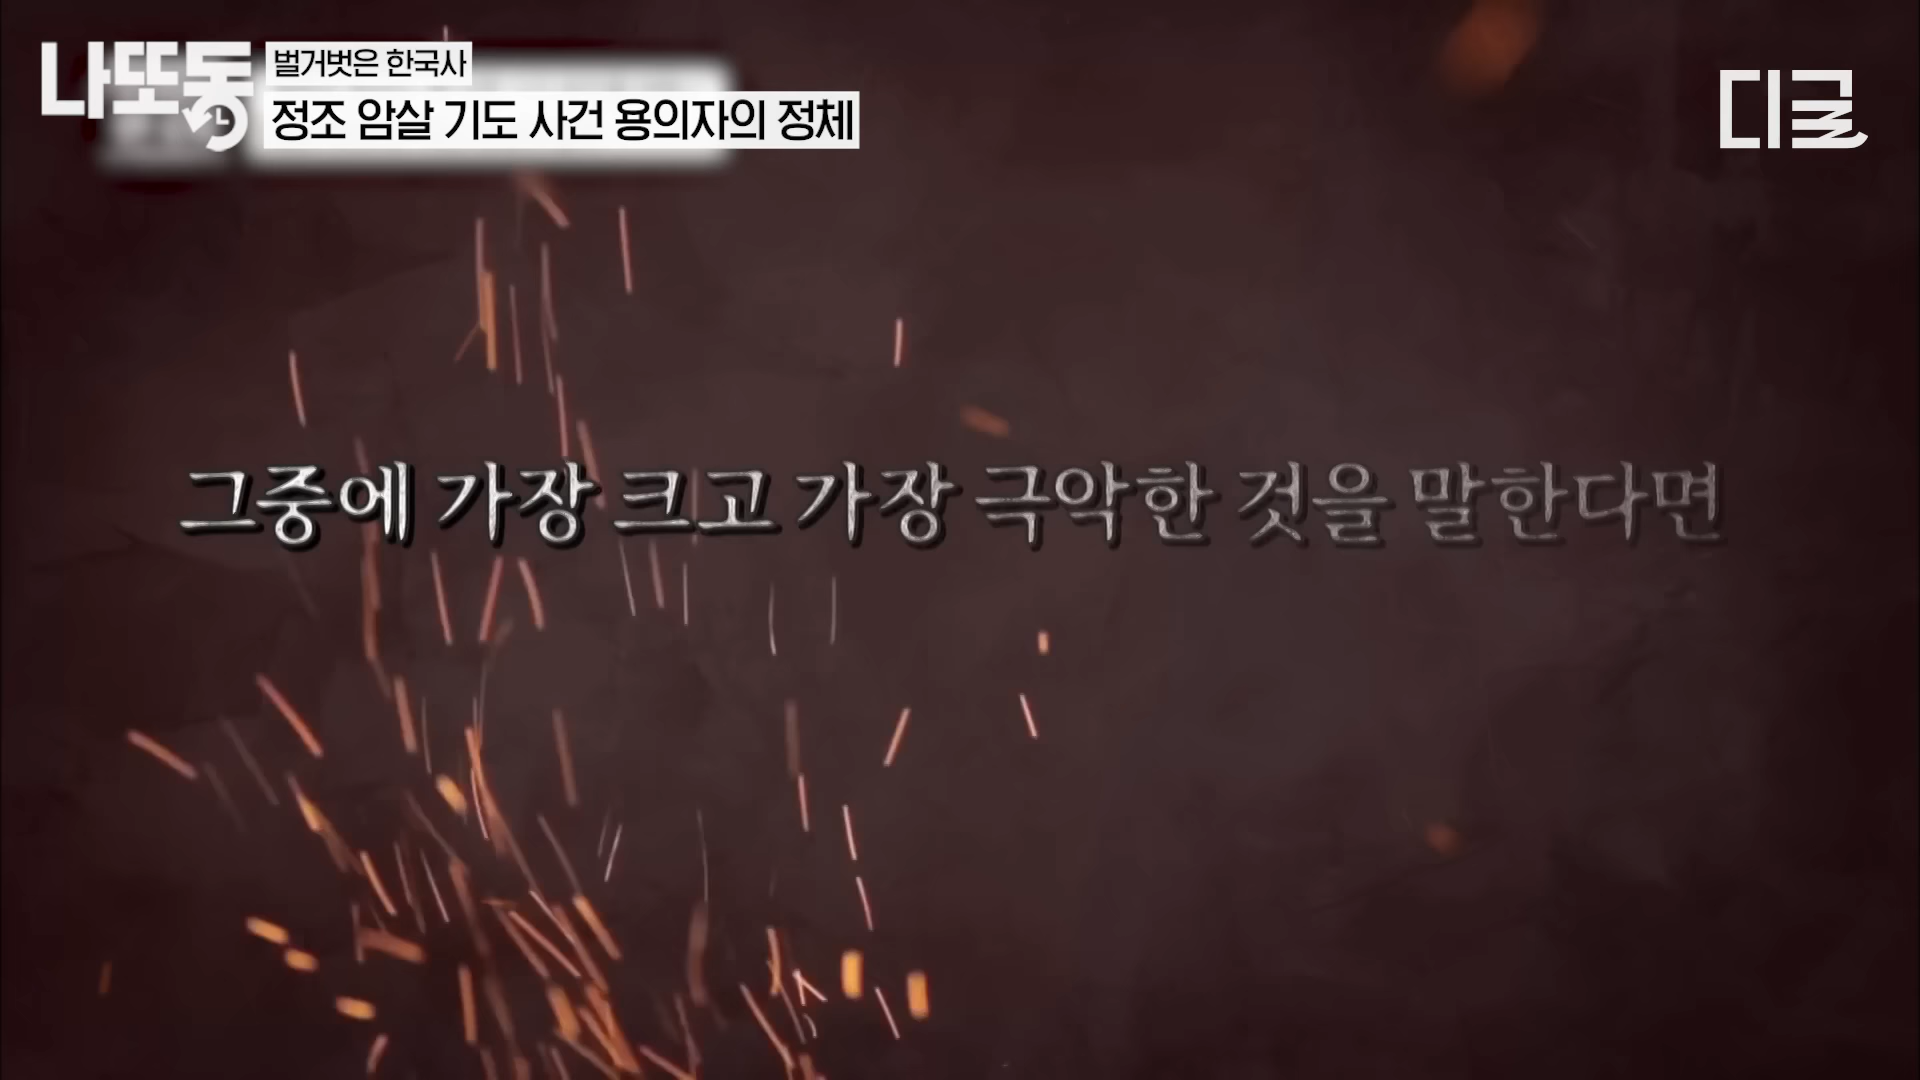 나또동
벌거벗은 한국사
정조 암살 기도 사건 용의자의 정체
디글
그중에 가장 크고 가장 극악한 것을 말한다면